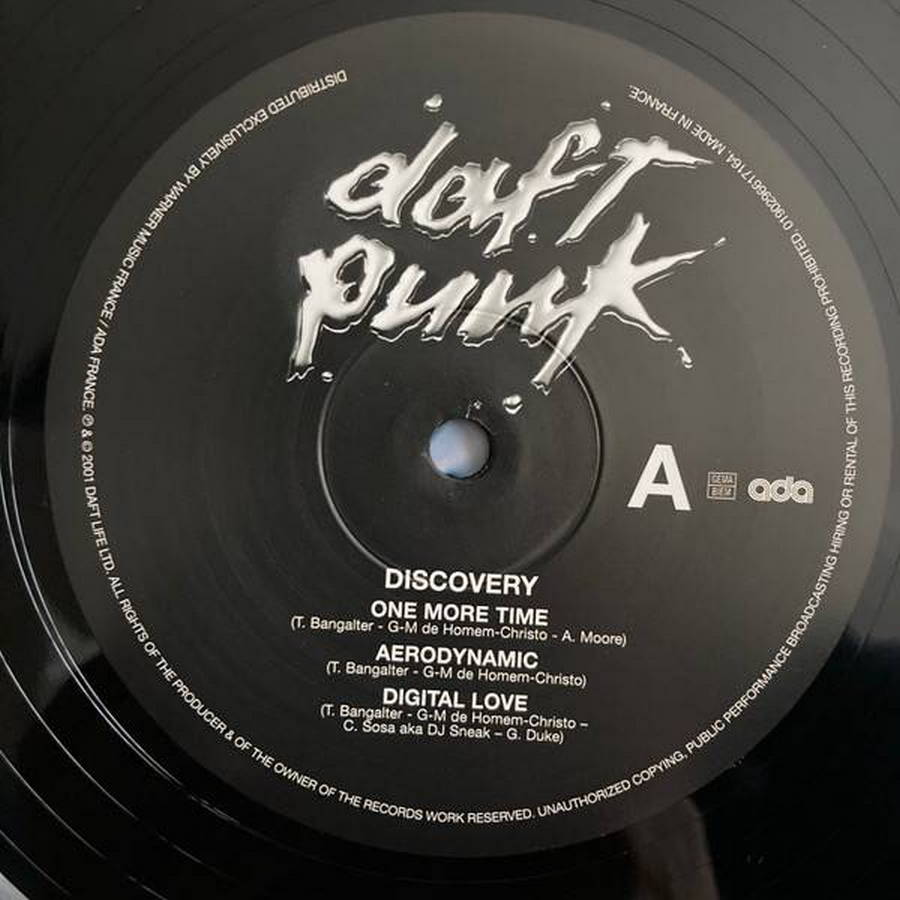 daft
punk
A
GEMA
BIEM
ada
DISCOVERY
ONE MORE TIME
(T. Bangalter - G-M de Homem-Christo - A. Moore)
AERODYNAMIC
(T. Bangalter - G-M de Homem-Christo)
DIGITAL LOVE
(T. Bangalter - G-M de Homem-Christo –
C. Sosa aka DJ Sneak – G. Duke)
DISTRIBUTED EXCLUSIVELY BY WARNER MUSIC FRANCE / ADA FRANCE. ℗ & © 2001 DAFT LIFE LTD. ALL RIGHTS OF THE PRODUCER & OF THE OWNER OF THE RECORDS WORK RESERVED. UNAUTHORIZED COPYING, PUBLIC PERFORMANCE BROADCASTING HIRING OR RENTAL OF THIS RECORDING PROHIBITED. 0190296617164. MADE IN FRANCE.